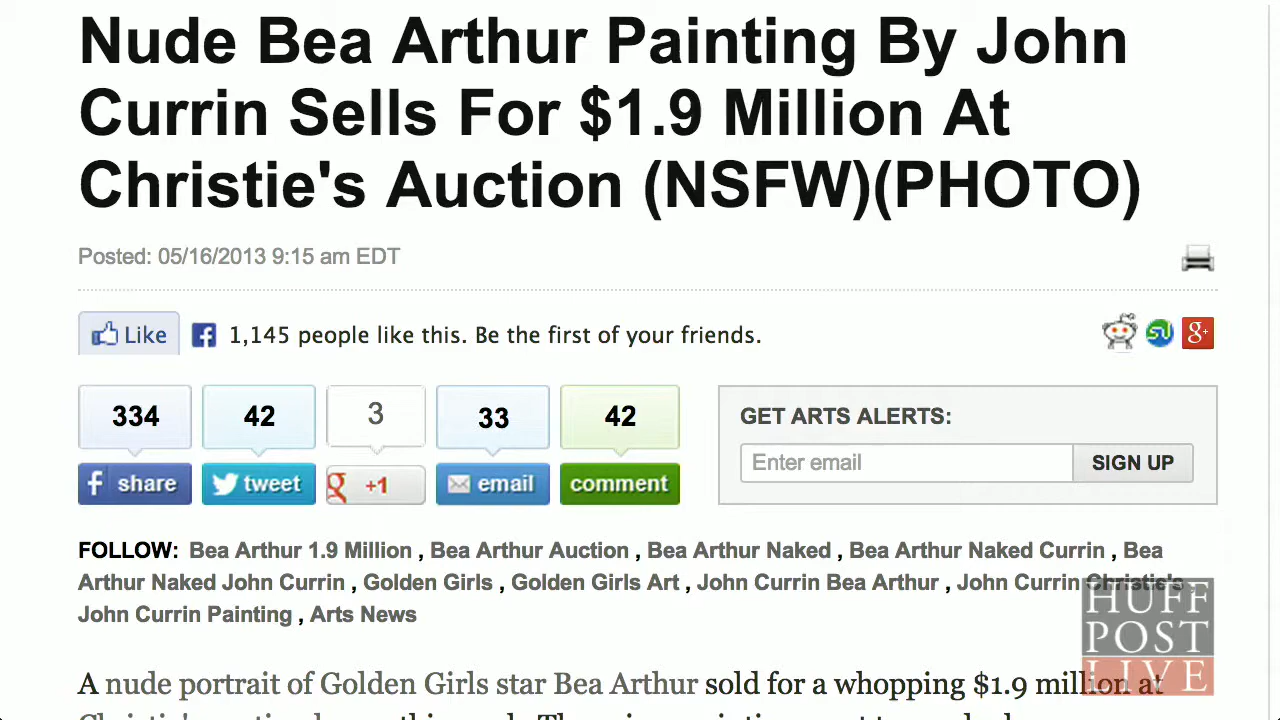 Nude Bea Arthur Painting By John
Currin Sells For $1.9 Million At
Christie's Auction (NSFW)(PHOTO)
Posted: 05/16/2013 9:15 am EDT
Like
1,145 people like this. Be the first of your friends.
334 42 3 33 42
share tweet +1 email comment
GET ARTS ALERTS:
Enter email SIGN UP
FOLLOW: Bea Arthur 1.9 Million , Bea Arthur Auction , Bea Arthur Naked , Bea Arthur Naked Currin , Bea
Arthur Naked John Currin , Golden Girls , Golden Girls Art , John Currin Bea Arthur , John Currin Christie's ,
John Currin Painting , Arts News
HUFF
POST
LIVE
A nude portrait of Golden Girls star Bea Arthur sold for a whopping $1.9 million at